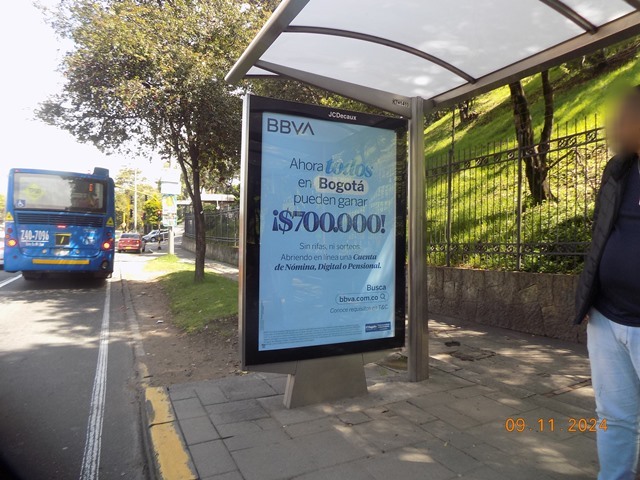 JCDecaux
BBVA
Ahora todos
en Bogotá
pueden ganar
¡$700.000!
Sin rifas, ni sorteos.
Abriendo en línea una Cuenta
de Nómina, Digital o Pensional.
Busca
bbva.com.co
Z40-7096
09 11 2024